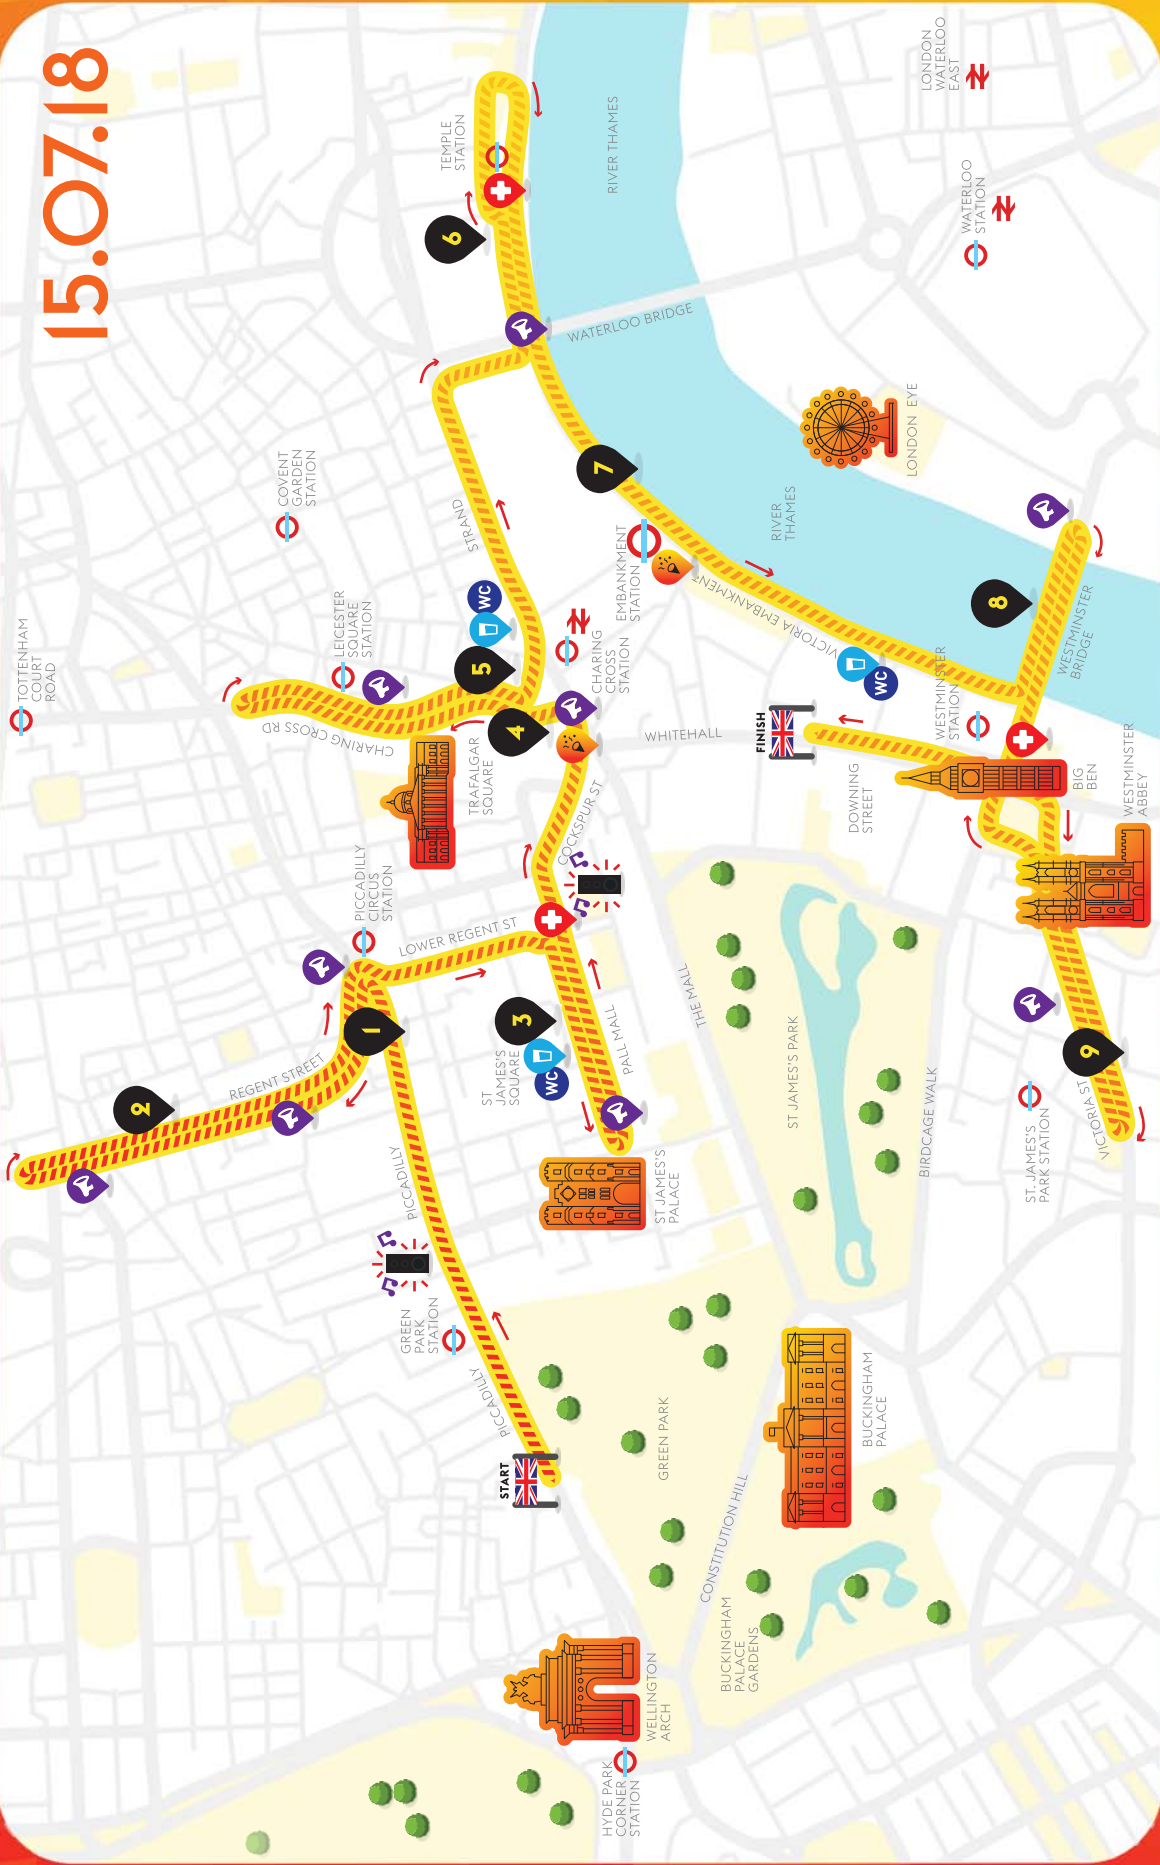 15.07.18
TOTTENHAM
COURT
ROAD
COVENT
GARDEN
STATION
LEICESTER
SQUARE
STATION
PICCADILLY
CIRCUS
STATION
CHARING CROSS RD
TRAFALGAR
SQUARE
STRAND
TEMPLE
STATION
RIVER THAMES
WATERLOO BRIDGE
LONDON
WATERLOO
EAST
WATERLOO
STATION
LONDON EYE
RIVER
THAMES
EMBANKMENT
STATION
CHARING
CROSS
STATION
VICTORIA EMBANKMENT
WESTMINSTER
STATION
WESTMINSTER
BRIDGE
WHITEHALL
FINISH
DOWNING
STREET
BIG
BEN
WESTMINSTER
ABBEY
COCKSPUR ST
LOWER REGENT ST
REGENT STREET
PICCADILLY
PICCADILLY
ST
JAMES'S
SQUARE
PALL MALL
THE MALL
ST JAMES'S PARK
BIRDCAGE WALK
ST. JAMES'S
PARK STATION
VICTORIA ST
ST JAMES'S
PALACE
GREEN
PARK
STATION
START
GREEN PARK
CONSTITUTION HILL
BUCKINGHAM
PALACE
BUCKINGHAM
PALACE
GARDENS
WELLINGTON
ARCH
HYDE PARK
CORNER
STATION
1
2
3
4
5
6
7
8
9
WC
WC
WC